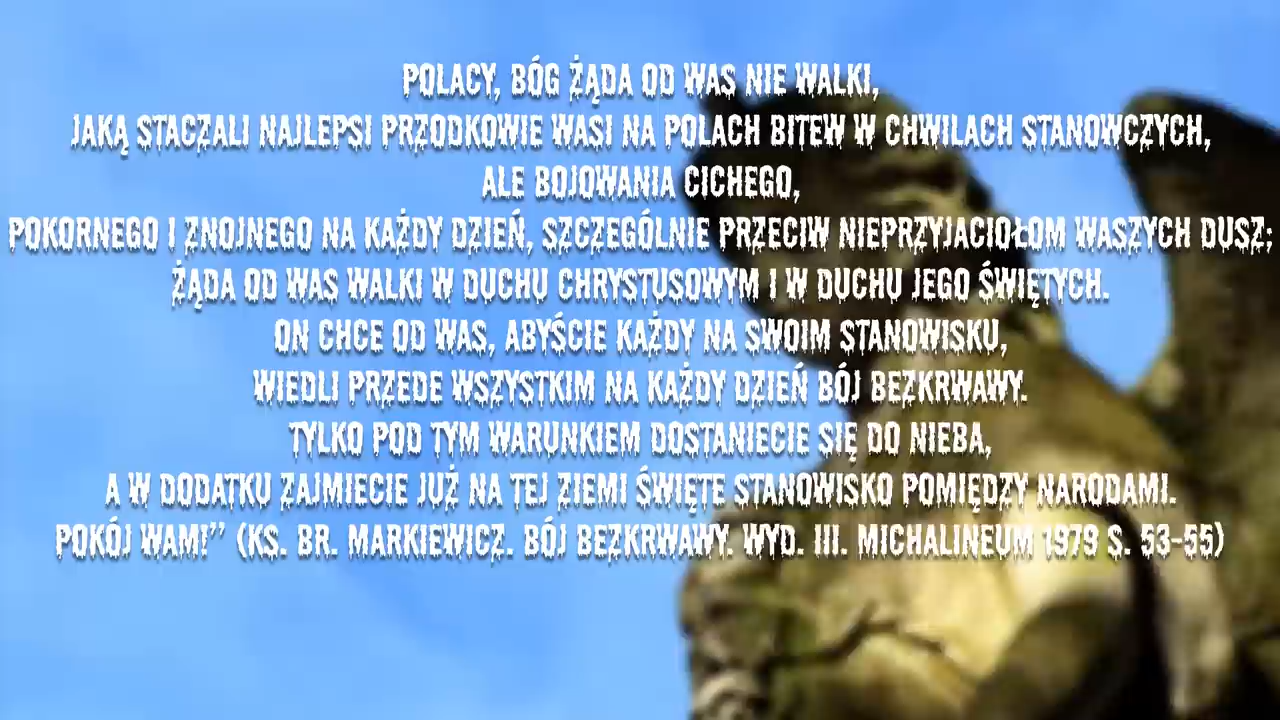 POLACY, BÓG ŻĄDA OD WAS NIE WALKI,
JAKĄ STACZALI NAJLEPSI PRZODKOWIE WASI NA POLACH BITEW W CHWILACH STANOWCZYCH,
ALE BOJOWANIA CICHEGO,
POKORNEGO I ZNOJNEGO NA KAŻDY DZIEŃ, SZCZEGÓLNIE PRZECIW NIEPRZYJACIOŁOM WASZYCH DUSZ;
ŻĄDA OD WAS WALKI W DUCHU CHRYSTUSOWYM I W DUCHU JEGO ŚWIĘTYCH.
ON CHCE OD WAS, ABYŚCIE KAŻDY NA SWOIM STANOWISKU,
WIEDLI PRZEDE WSZYSTKIM NA KAŻDY DZIEŃ BÓJ BEZKRWAWY.
TYLKO POD TYM WARUNKIEM DOSTANIECIE SIĘ DO NIEBA,
A W DODATKU ZAJMIECIE JUŻ NA TEJ ZIEMI ŚWIĘTE STANOWISKO POMIĘDZY NARODAMI.
POKÓJ WAM!” (KS. BR. MARKIEWICZ. BÓJ BEZKRWAWY. WYD. III. MICHALINEUM 1979 S. 53-55)